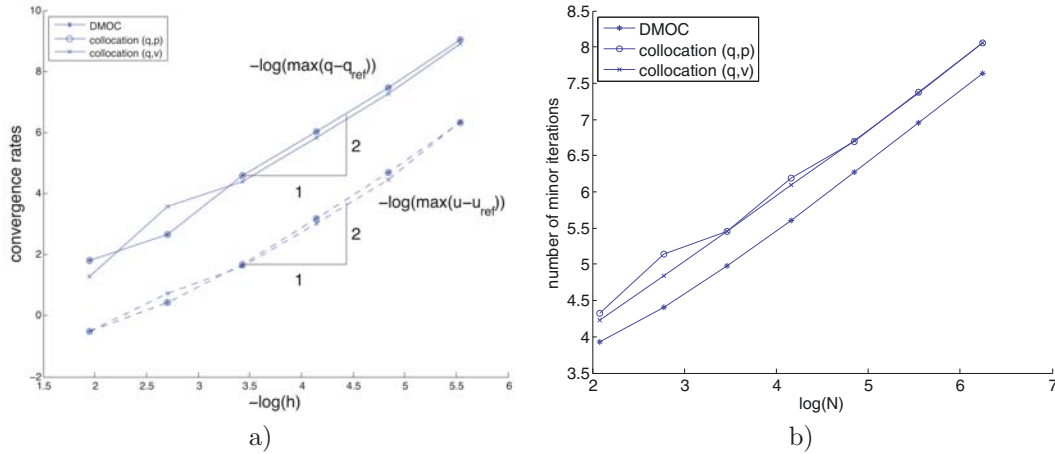 DMOC
collocation (q,p)
collocation (q,v)
10
8
6
4
2
0
−2
1.5
2
2.5
3
3.5
4
4.5
5
5.5
6
convergence rates
−log(h)
−log(max(q−q_ref))
2
1
−log(max(u−u_ref))
2
1
a)
DMOC
collocation (q,p)
collocation (q,v)
8.5
8
7.5
7
6.5
6
5.5
5
4.5
4
3.5
2
3
4
5
6
7
number of minor iterations
log(N)
b)